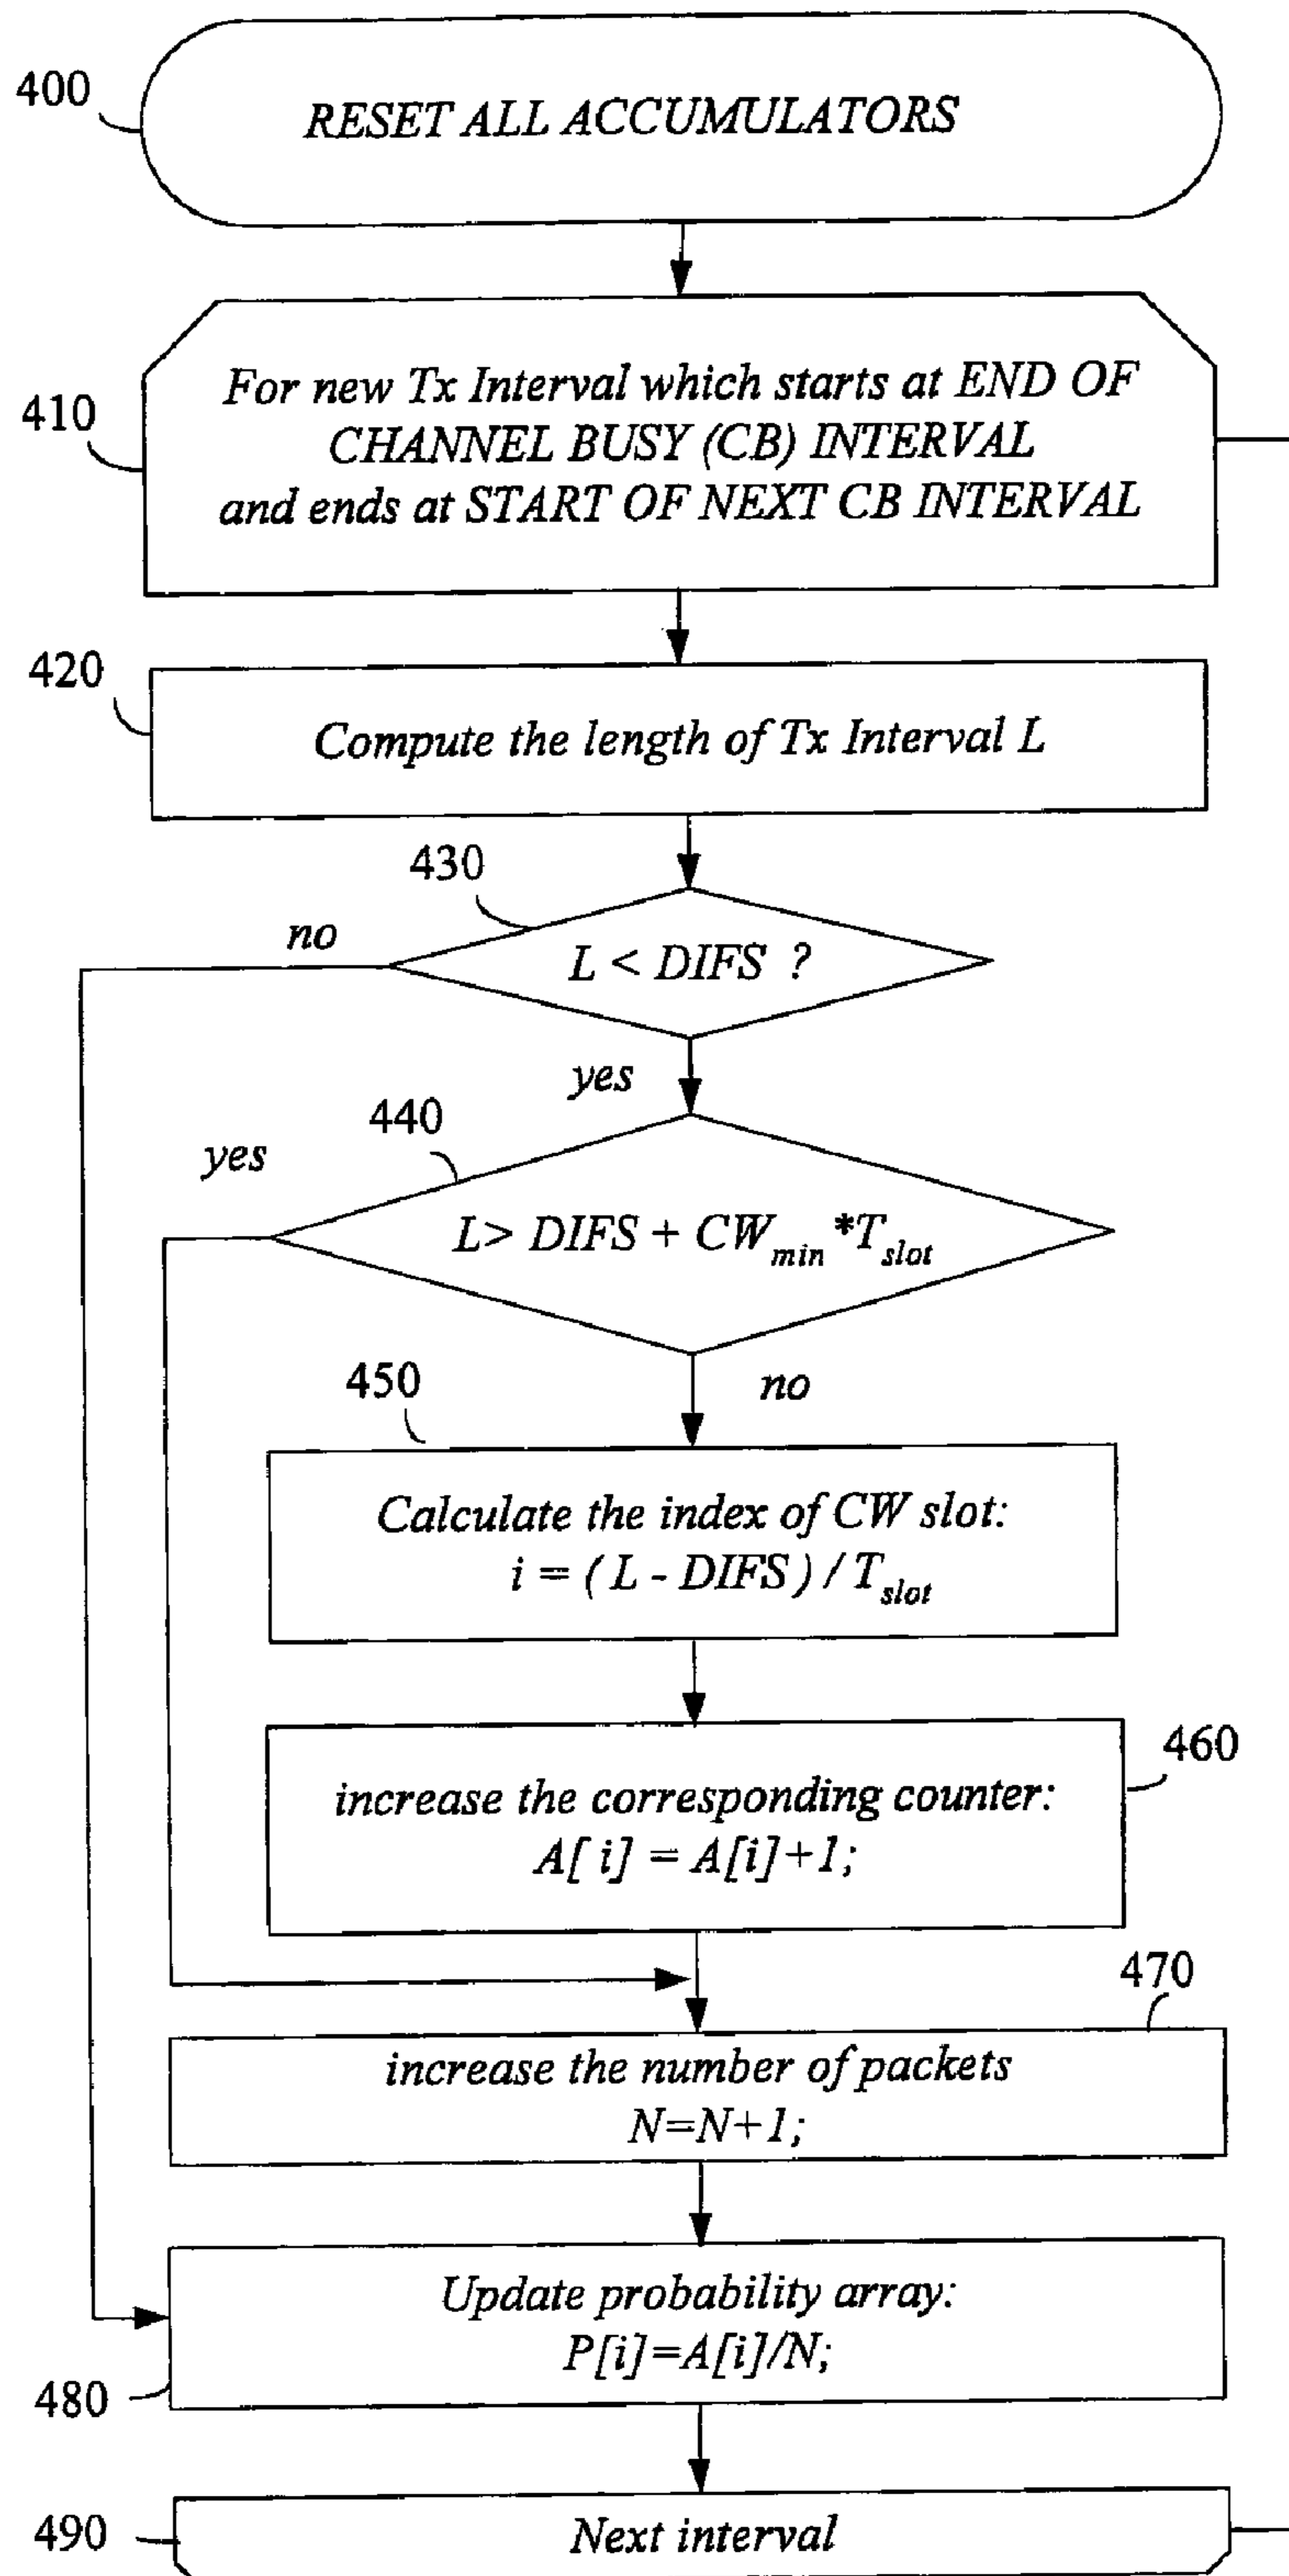 400
RESET ALL ACCUMULATORS
410
For new Tx Interval which starts at END OF
CHANNEL BUSY (CB) INTERVAL
and ends at START OF NEXT CB INTERVAL
420
Compute the length of Tx Interval L
430
no
L < DIFS ?
yes
440
yes
L> DIFS + CWmin*Tslot
no
450
Calculate the index of CW slot:
i = ( L - DIFS ) / Tslot
460
increase the corresponding counter:
A[ i] = A[i]+1;
470
increase the number of packets
N=N+1;
Update probability array:
P[i]=A[i]/N;
480
490
Next interval